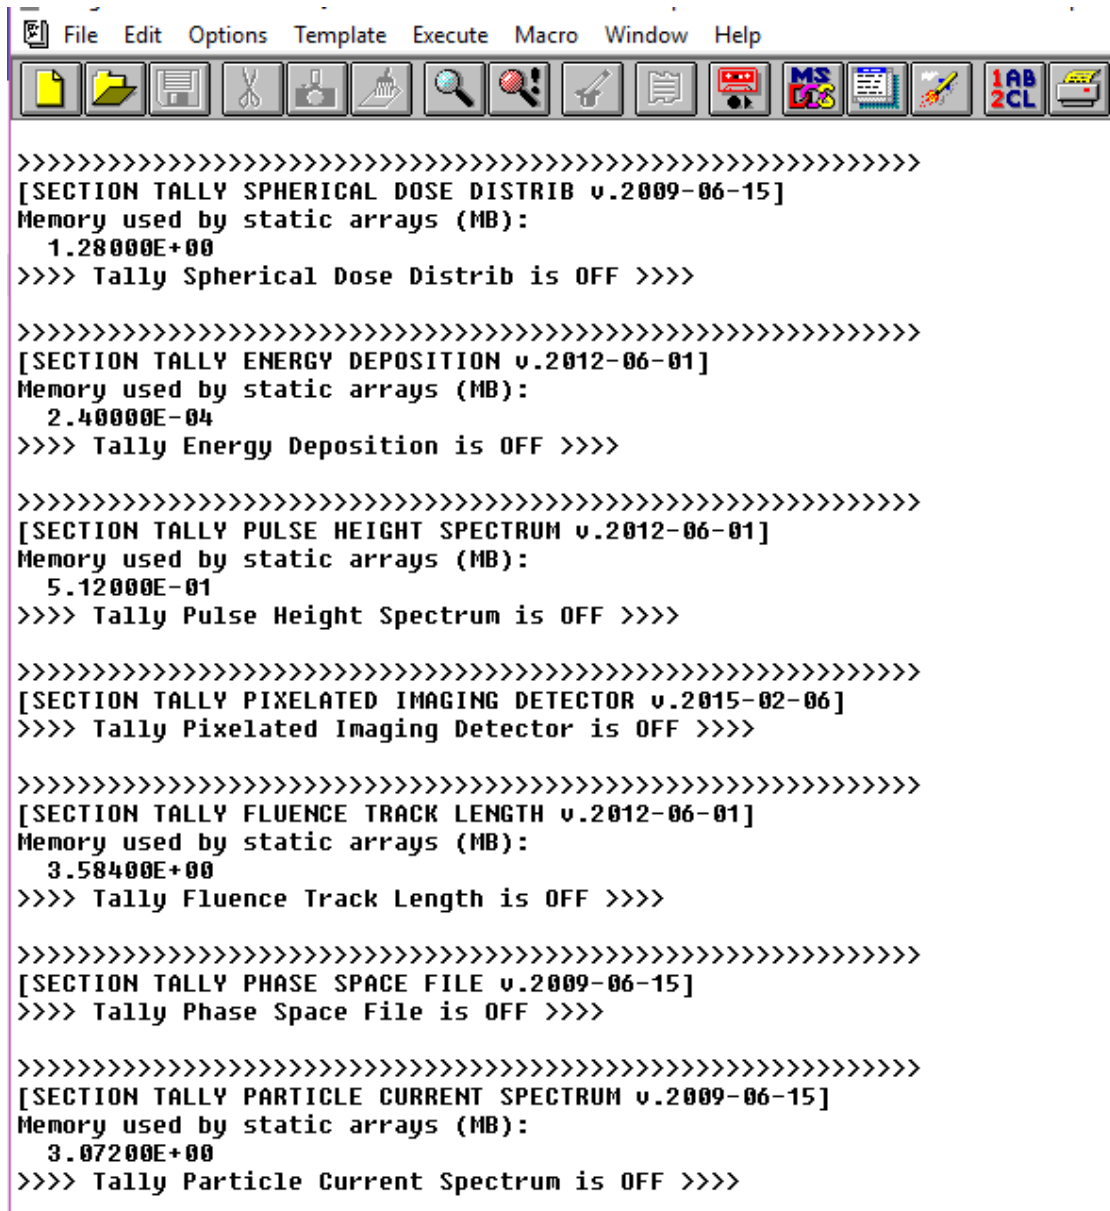 File Edit Options Template Execute Macro Window Help
MS DOS 1AB 2CL
>>>>>>>>>>>>>>>>>>>>>>>>>>>>>>>>>>>>>>>>>>>>>>>>>>>>>>>>>>>>
[SECTION TALLY SPHERICAL DOSE DISTRIB v.2009-06-15]
Memory used by static arrays (MB):
1.28000E+00
>>>> Tally Spherical Dose Distrib is OFF >>>>
>>>>>>>>>>>>>>>>>>>>>>>>>>>>>>>>>>>>>>>>>>>>>>>>>>>>>>>>>>>>
[SECTION TALLY ENERGY DEPOSITION v.2012-06-01]
Memory used by static arrays (MB):
2.40000E-04
>>>> Tally Energy Deposition is OFF >>>>
>>>>>>>>>>>>>>>>>>>>>>>>>>>>>>>>>>>>>>>>>>>>>>>>>>>>>>>>>>>>
[SECTION TALLY PULSE HEIGHT SPECTRUM v.2012-06-01]
Memory used by static arrays (MB):
5.12000E-01
>>>> Tally Pulse Height Spectrum is OFF >>>>
>>>>>>>>>>>>>>>>>>>>>>>>>>>>>>>>>>>>>>>>>>>>>>>>>>>>>>>>>>>>
[SECTION TALLY PIXELATED IMAGING DETECTOR v.2015-02-06]
>>>> Tally Pixelated Imaging Detector is OFF >>>>
>>>>>>>>>>>>>>>>>>>>>>>>>>>>>>>>>>>>>>>>>>>>>>>>>>>>>>>>>>>>
[SECTION TALLY FLUENCE TRACK LENGTH v.2012-06-01]
Memory used by static arrays (MB):
3.58400E+00
>>>> Tally Fluence Track Length is OFF >>>>
>>>>>>>>>>>>>>>>>>>>>>>>>>>>>>>>>>>>>>>>>>>>>>>>>>>>>>>>>>>>
[SECTION TALLY PHASE SPACE FILE v.2009-06-15]
>>>> Tally Phase Space File is OFF >>>>
>>>>>>>>>>>>>>>>>>>>>>>>>>>>>>>>>>>>>>>>>>>>>>>>>>>>>>>>>>>>
[SECTION TALLY PARTICLE CURRENT SPECTRUM v.2009-06-15]
Memory used by static arrays (MB):
3.07200E+00
>>>> Tally Particle Current Spectrum is OFF >>>>